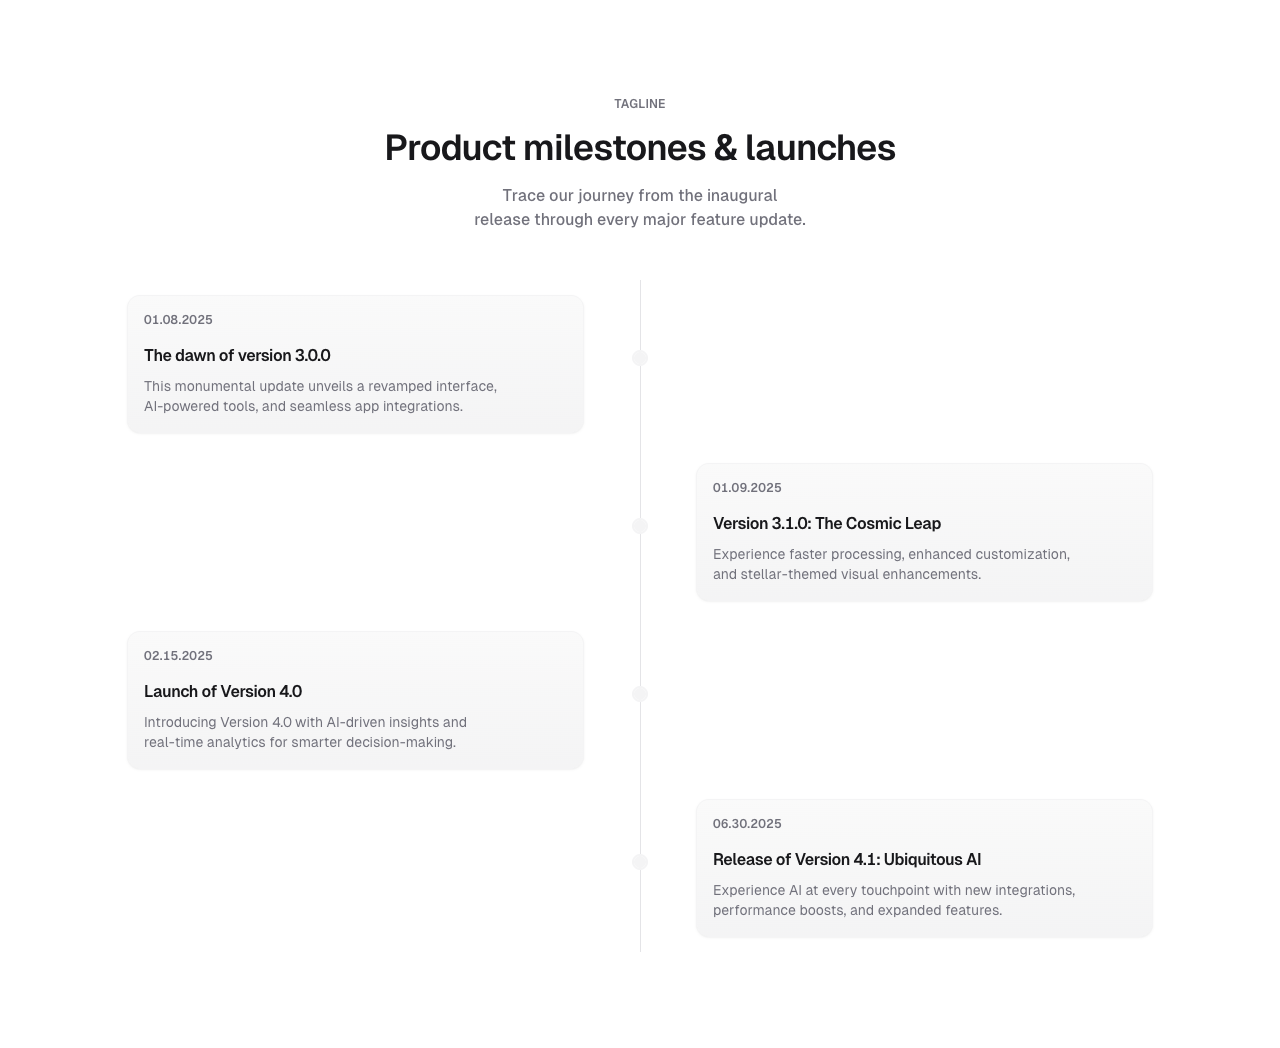 TAGLINE
Product milestones & launches
Trace our journey from the inaugural
release through every major feature update.
01.08.2025
The dawn of version 3.0.0
This monumental update unveils a revamped interface,
AI-powered tools, and seamless app integrations.
01.09.2025
Version 3.1.0: The Cosmic Leap
Experience faster processing, enhanced customization,
and stellar-themed visual enhancements.
02.15.2025
Launch of Version 4.0
Introducing Version 4.0 with AI-driven insights and
real-time analytics for smarter decision-making.
06.30.2025
Release of Version 4.1: Ubiquitous AI
Experience AI at every touchpoint with new integrations,
performance boosts, and expanded features.